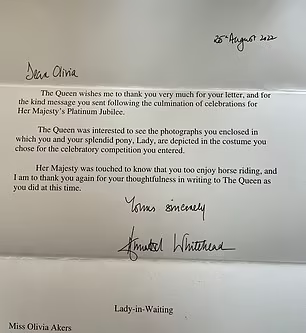 25th August 2022
Dear Olivia
The Queen wishes me to thank you very much for your letter, and for
the kind message you sent following the culmination of celebrations for
Her Majesty's Platinum Jubilee.
The Queen was interested to see the photographs you enclosed in
which you and your splendid pony, Lady, are depicted in the costume you
chose for the celebratory competition you entered.
Her Majesty was touched to know that you too enjoy horse riding, and
I am to thank you again for your thoughtfulness in writing to The Queen as
you did at this time.
Yours sincerely
Annabel Whitehead
Lady-in-Waiting
Miss Olivia Akers